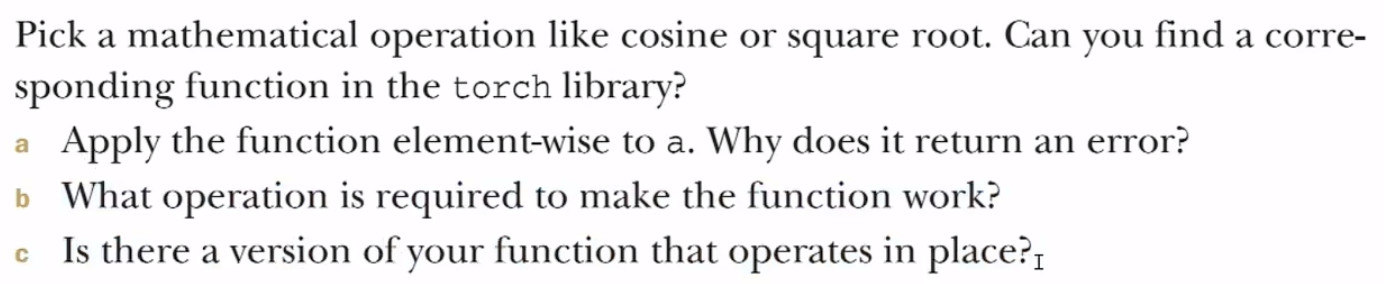 Pick a mathematical operation like cosine or square root. Can you find a corre-
sponding function in the torch library?
a Apply the function element-wise to a. Why does it return an error?
b What operation is required to make the function work?
c Is there a version of your function that operates in place?